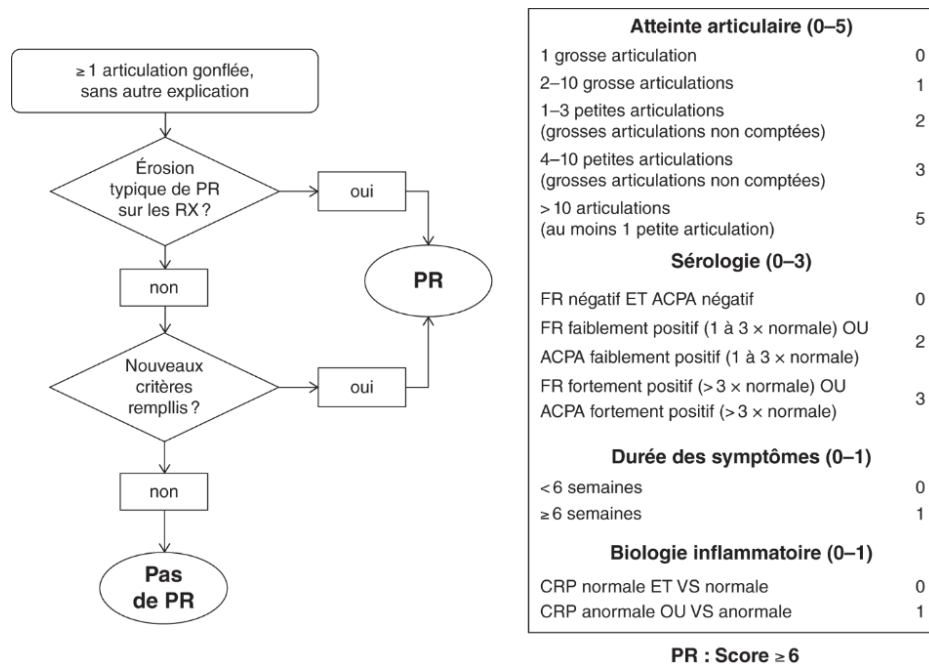 ≥ 1 articulation gonflée,
sans autre explication
Érosion
typique de PR
sur les RX ?
oui
non
PR
Nouveaux
critères
rempllis ?
oui
non
Pas
de PR
Atteinte articulaire (0–5)
1 grosse articulation 0
2–10 grosse articulations 1
1–3 petites articulations
(grosses articulations non comptées) 2
4–10 petites articulations
(grosses articulations non comptées) 3
> 10 articulations
(au moins 1 petite articulation) 5
Sérologie (0–3)
FR négatif ET ACPA négatif 0
FR faiblement positif (1 à 3 × normale) OU
2
ACPA faiblement positif (1 à 3 × normale)
FR fortement positif (> 3 × normale) OU
ACPA fortement positif (> 3 × normale) 3
Durée des symptômes (0–1)
< 6 semaines 0
≥ 6 semaines 1
Biologie inflammatoire (0–1)
CRP normale ET VS normale 0
CRP anormale OU VS anormale 1
PR : Score ≥ 6